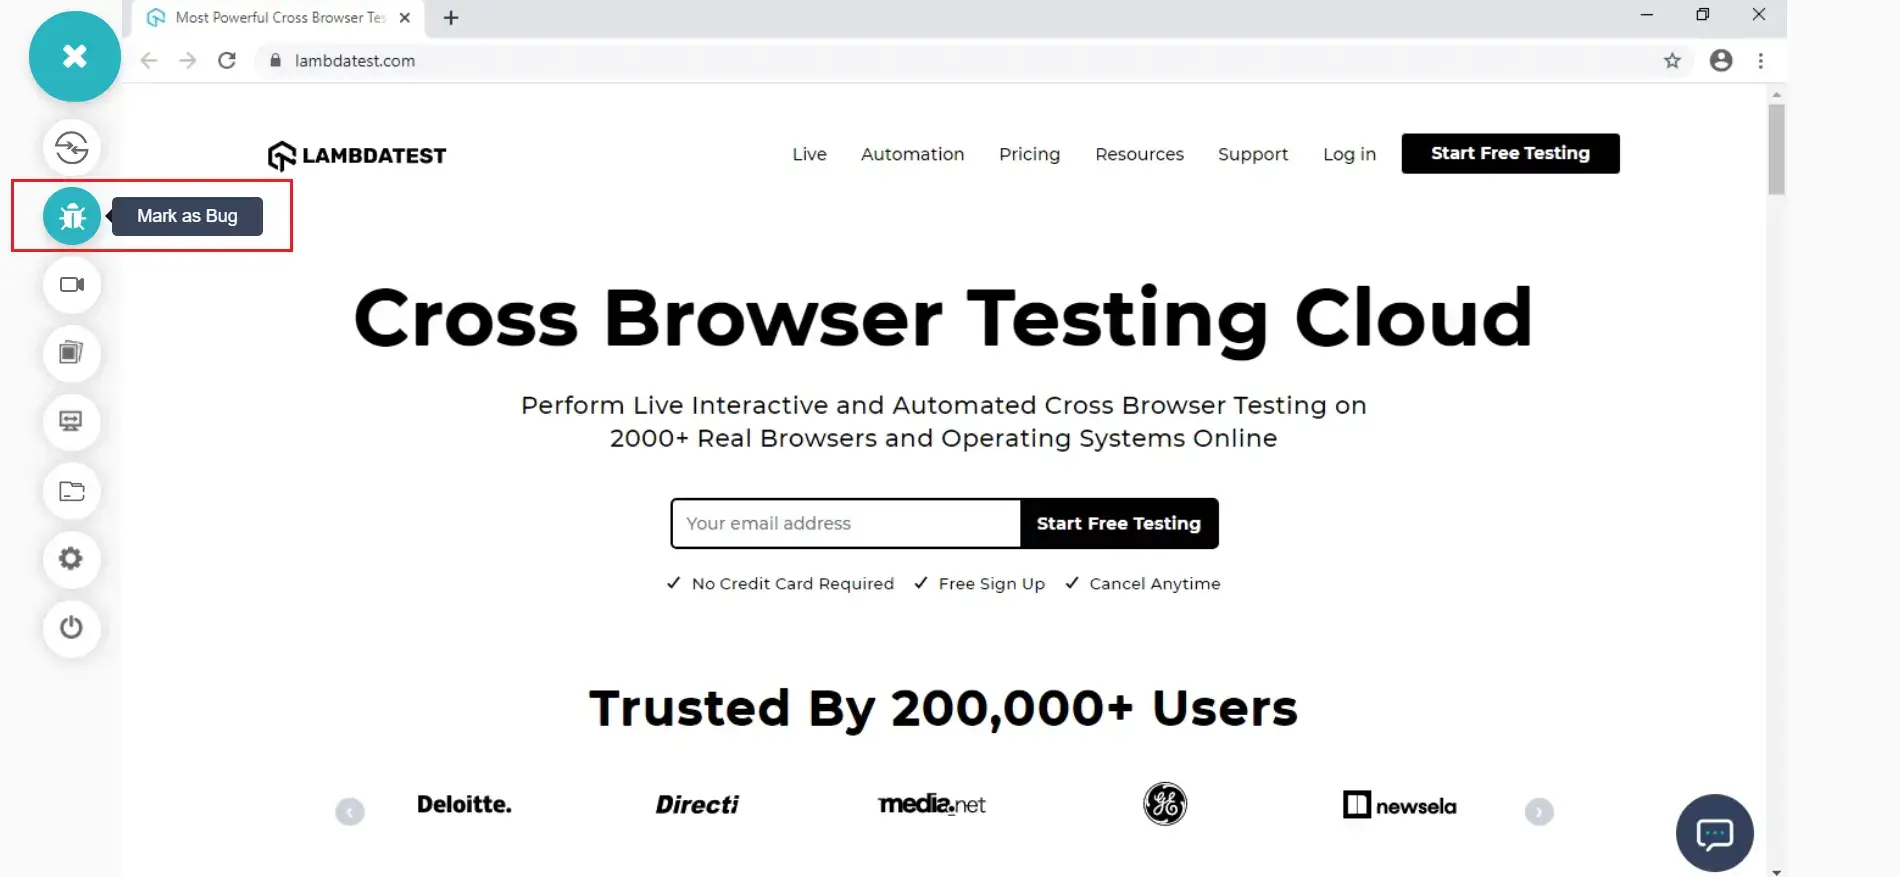 Most Powerful Cross Browser Tes
lambdatest.com
LAMBDATEST
Live Automation Pricing Resources Support Log in Start Free Testing
Mark as Bug
Cross Browser Testing Cloud
Perform Live Interactive and Automated Cross Browser Testing on
2000+ Real Browsers and Operating Systems Online
Your email address Start Free Testing
✓ No Credit Card Required ✓ Free Sign Up ✓ Cancel Anytime
Trusted By 200,000+ Users
Deloitte. Directi media.net GE newsela